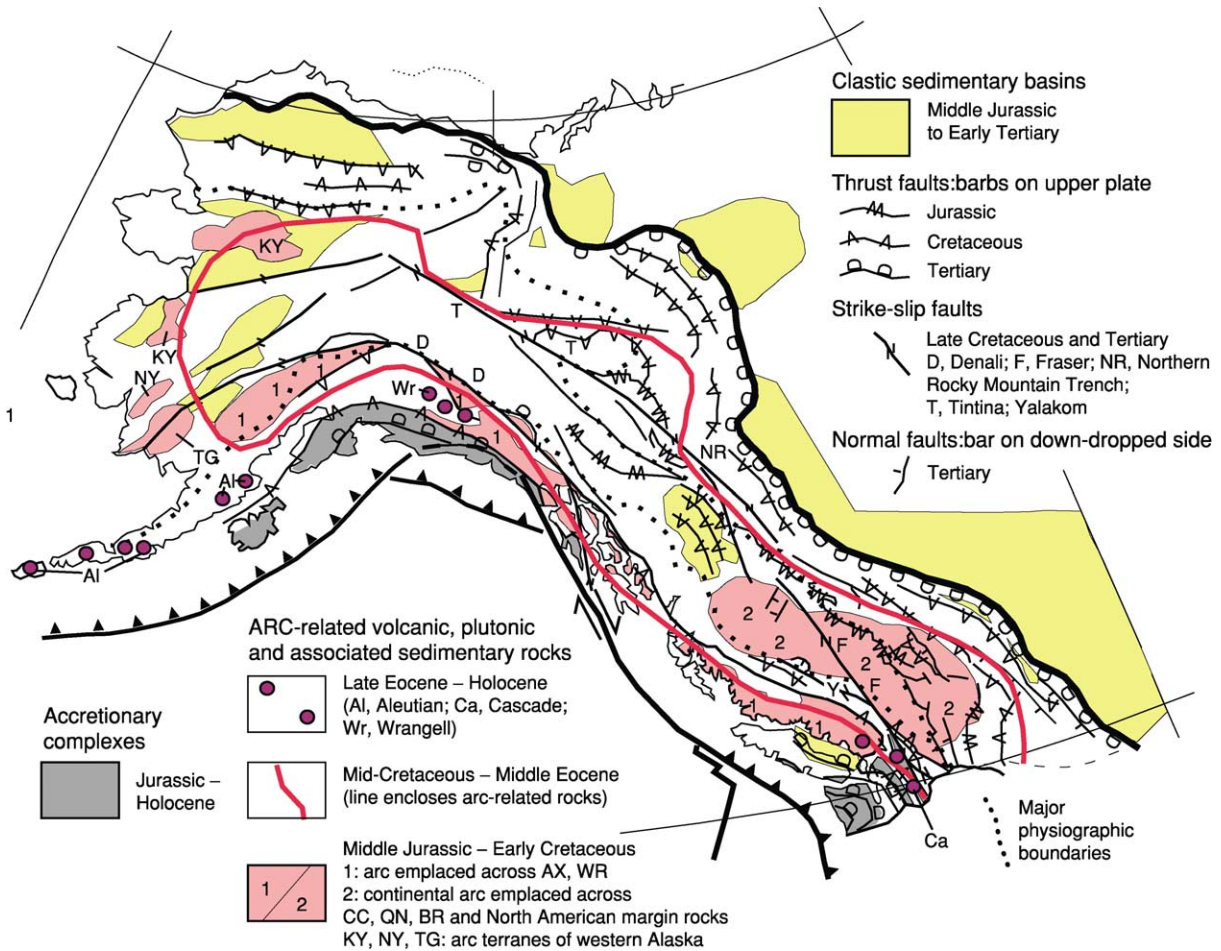 Clastic sedimentary basins
Middle Jurassic
to Early Tertiary
Thrust faults:barbs on upper plate
Jurassic
Cretaceous
Tertiary
Strike-slip faults
Late Cretaceous and Tertiary
D, Denali; F, Fraser; NR, Northern
Rocky Mountain Trench;
T, Tintina; Yalakom
Normal faults:bar on down-dropped side
Tertiary
KY
KY
NY
TG
1
1
1
1
D
D
T
T
Wr
1
1
NR
Al
Al
2
2
2
2
F
F
Y
1
1
Ca
Major
physiographic
boundaries
1
ARC-related volcanic, plutonic
and associated sedimentary rocks
Late Eocene – Holocene
(Al, Aleutian; Ca, Cascade;
Wr, Wrangell)
Accretionary
complexes
Jurassic –
Holocene
Mid-Cretaceous – Middle Eocene
(line encloses arc-related rocks)
Middle Jurassic – Early Cretaceous
1: arc emplaced across AX, WR
2: continental arc emplaced across
CC, QN, BR and North American margin rocks
KY, NY, TG: arc terranes of western Alaska
1
2